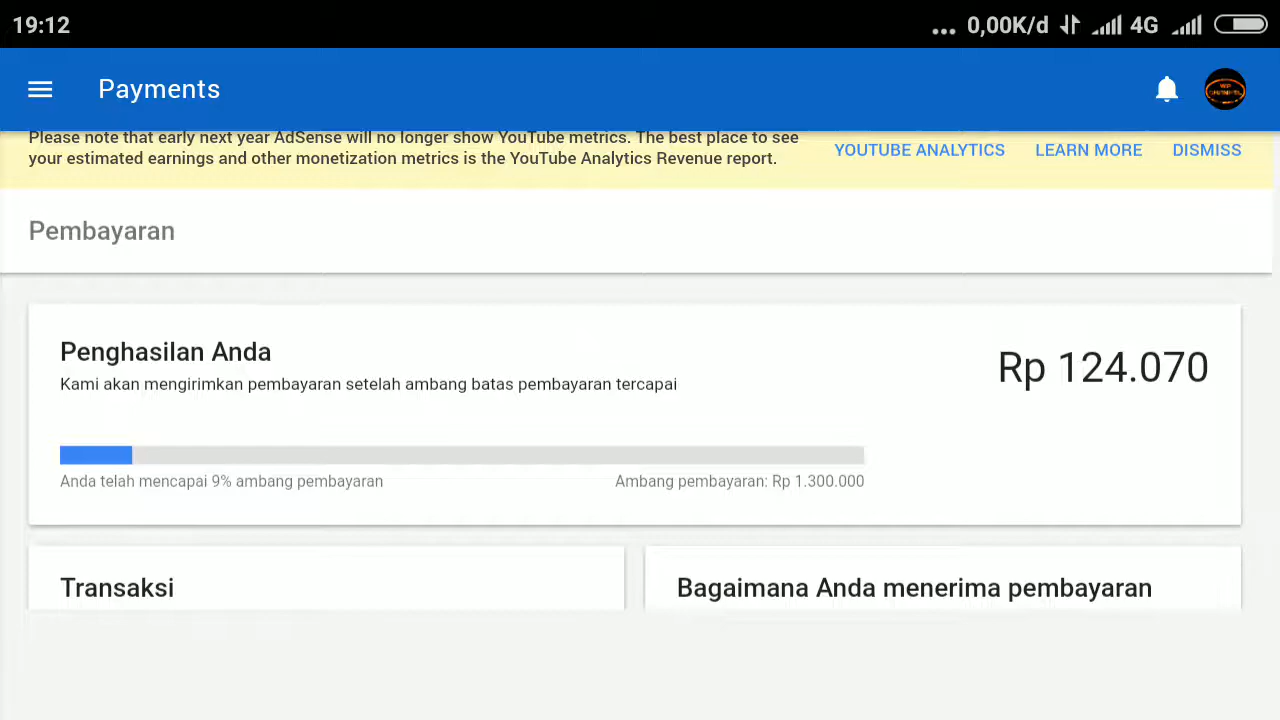 19:12
... 0,00K/d 4G
Payments
Please note that early next year AdSense will no longer show YouTube metrics. The best place to see
your estimated earnings and other monetization metrics is the YouTube Analytics Revenue report.
YOUTUBE ANALYTICS LEARN MORE DISMISS
Pembayaran
Penghasilan Anda
Kami akan mengirimkan pembayaran setelah ambang batas pembayaran tercapai
Rp 124.070
Anda telah mencapai 9% ambang pembayaran
Ambang pembayaran: Rp 1.300.000
Transaksi
Bagaimana Anda menerima pembayaran